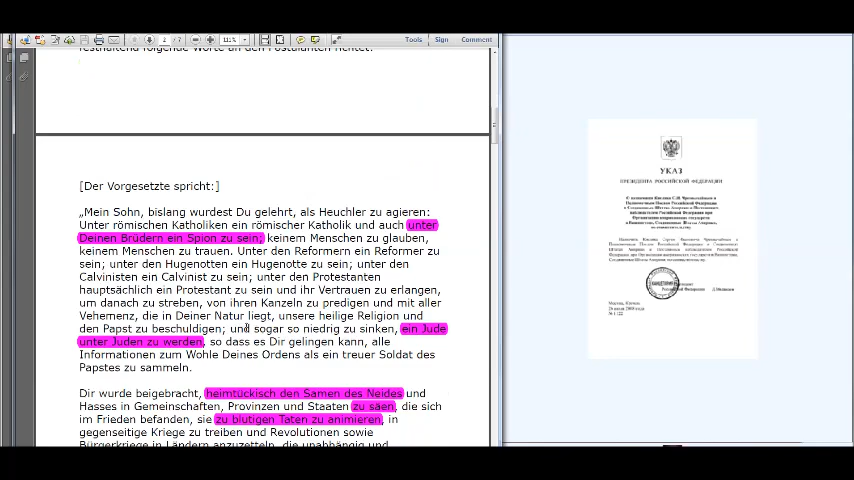 2 / 7
Tools
Sign
Comment
festhaltend folgende Worte an den Postulanten richtet:
[Der Vorgesetzte spricht:]
„Mein Sohn, bislang wurdest Du gelehrt, als Heuchler zu agieren:
Unter römischen Katholiken ein römischer Katholik und auch unter
Deinen Brüdern ein Spion zu sein; keinem Menschen zu glauben,
keinem Menschen zu trauen. Unter den Reformern ein Reformer zu
sein; unter den Hugenotten ein Hugenotte zu sein; unter den
Calvinisten ein Calvinist zu sein; unter den Protestanten
hauptsächlich ein Protestant zu sein und ihr Vertrauen zu erlangen,
um danach zu streben, von ihren Kanzeln zu predigen und mit aller
Vehemenz, die in Deiner Natur liegt, unsere heilige Religion und
den Papst zu beschuldigen; und sogar so niedrig zu sinken, ein Jude
unter Juden zu werden, so dass es Dir gelingen kann, alle
Informationen zum Wohle Deines Ordens als ein treuer Soldat des
Papstes zu sammeln.
Dir wurde beigebracht, heimtückisch den Samen des Neides und
Hasses in Gemeinschaften, Provinzen und Staaten zu säen, die sich
im Frieden befanden, sie zu blutigen Taten zu animieren, in
gegenseitige Kriege zu treiben und Revolutionen sowie
Bürgerkriege in Ländern anzuzetteln, die unabhängig und
УКАЗ
ПРЕЗИДЕНТА РОССИЙСКОЙ ФЕДЕРАЦИИ
Москва, Кремль